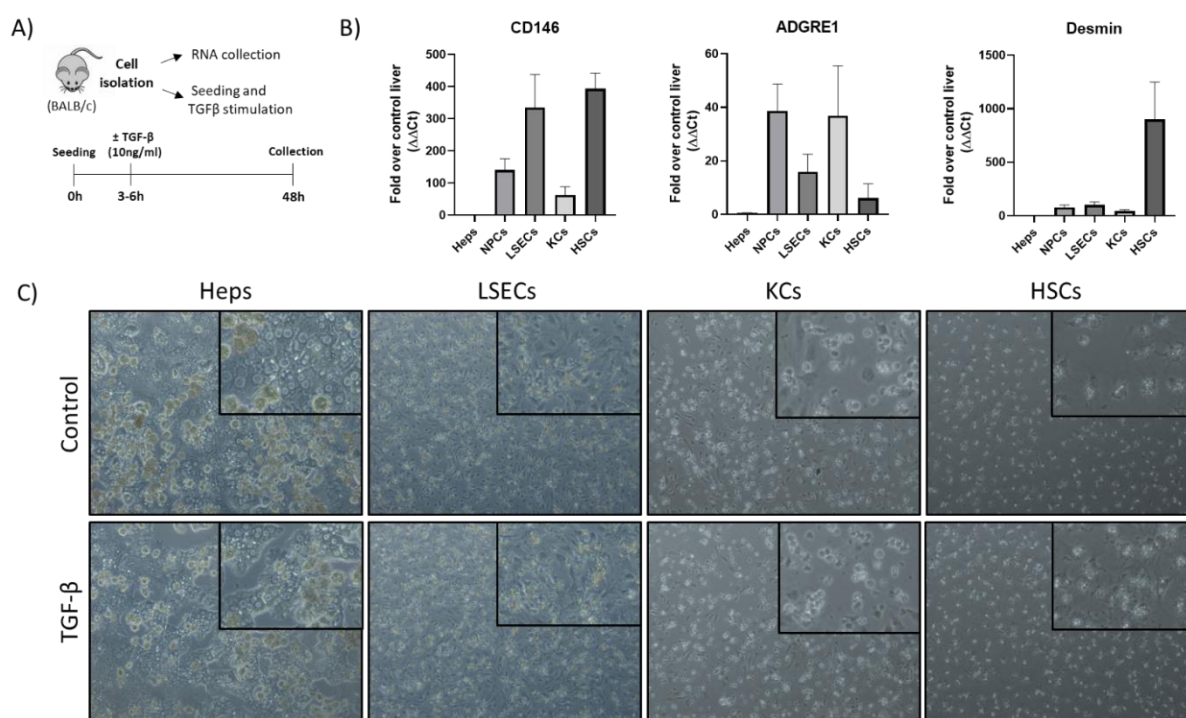 A)
Cell
isolation
RNA collection
Seeding and
TGFβ stimulation
(BALB/c)
± TGF-β
(10ng/ml)
Seeding
Collection
0h
3-6h
48h
B)
CD146
Fold over control liver
(ΔΔCt)
500
400
300
200
100
0
Heps
NPCs
LSECs
KCs
HSCs
ADGRE1
Fold over control liver
(ΔΔCt)
60
40
20
0
Heps
NPCs
LSECs
KCs
HSCs
Desmin
Fold over control liver
(ΔΔCt)
1500
1000
500
0
Heps
NPCs
LSECs
KCs
HSCs
C)
Heps
LSECs
KCs
HSCs
Control
TGF-β